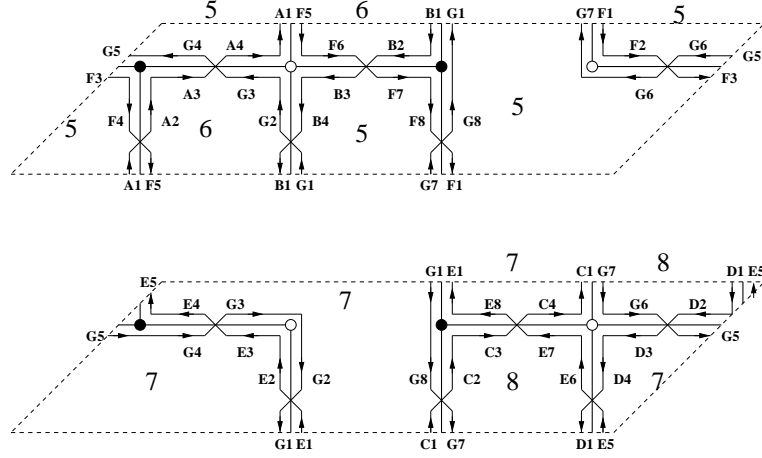 5 A1 F5 6 B1 G1 G7 F1 5
G5 G4 A4 F6 B2 F2 G6 G5
F3 A3 G3 B3 F7 G6 F3
5 F4 A2 6 G2 B4 5 F8 G8 5
A1 F5 B1 G1 G7 F1
E5 7 G1 E1 7 C1 G7 8 D1 E5
E4 G3 E8 C4 G6 D2
G5 G4 E3 C3 E7 D3 G5
7 E2 G2 G8 C2 8 E6 D4 7
G1 E1 C1 G7 D1 E5